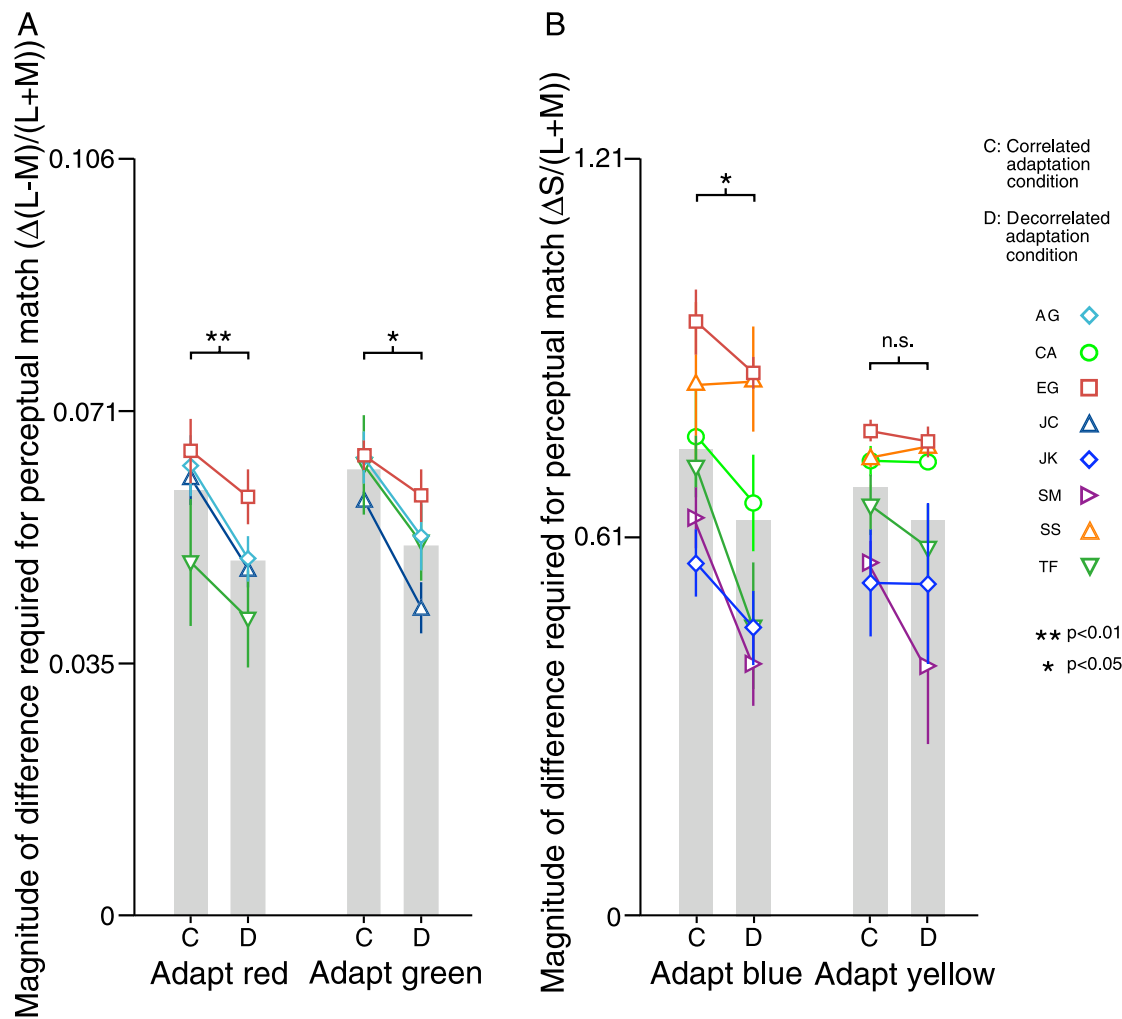 A
Magnitude of difference required for perceptual match (Δ(L-M)/(L+M))
0.106
0.071
0.035
0
**
*
C
D
C
D
Adapt red
Adapt green
B
Magnitude of difference required for perceptual match (ΔS/(L+M))
1.21
0.61
0
*
n.s.
C
D
C
D
Adapt blue
Adapt yellow
C: Correlated
adaptation
condition
D: Decorrelated
adaptation
condition
AG
CA
EG
JC
JK
SM
SS
TF
** p<0.01
* p<0.05